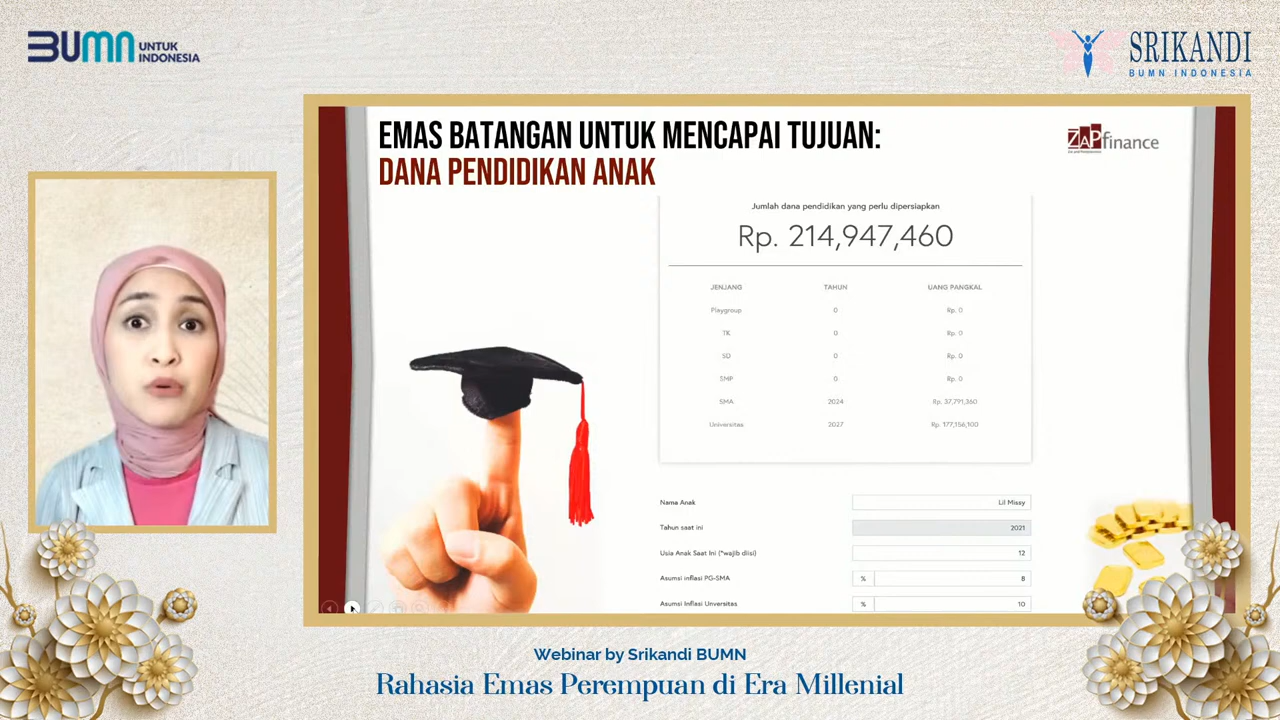 BUMN UNTUK INDONESIA
SRIKANDI
BUMN INDONESIA
EMAS BATANGAN UNTUK MENCAPAI TUJUAN:
DANA PENDIDIKAN ANAK
ZAPfinance
Jumlah dana pendidikan yang perlu dipersiapkan
Rp. 214,947,460
JENJANG TAHUN UANG PANGKAL
Playgroup 0 Rp. 0
TK 0 Rp. 0
SD 0 Rp. 0
SMP 0 Rp. 0
SMA 2024 Rp. 37,791,360
Universitas 2027 Rp. 177,156,100
Nama Anak Lil Missy
Tahun saat ini 2021
Usia Anak Saat Ini (*wajib diisi) 12
Asumsi inflasi PG-SMA % 8
Asumsi Inflasi Unversitas % 10
Webinar by Srikandi BUMN
Rahasia Emas Perempuan di Era Millenial